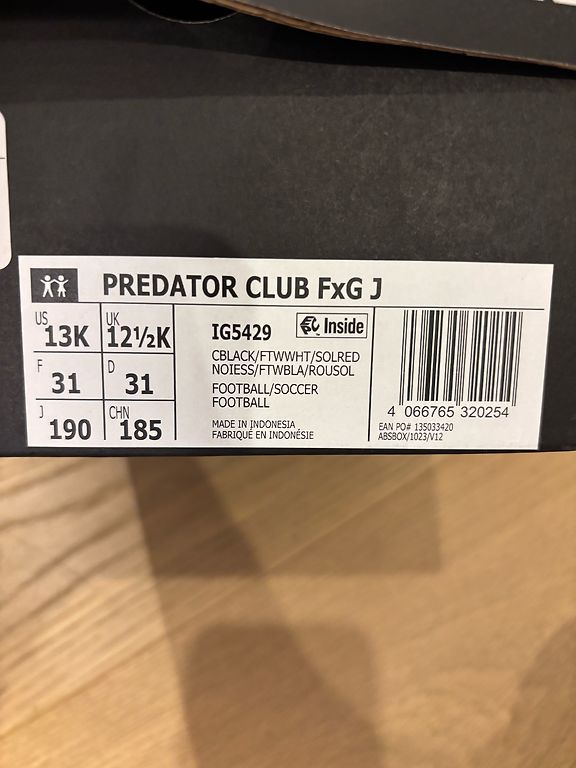 PREDATOR CLUB FxG J
US 13K UK 12½K
F 31 D 31
J 190 CHN 185
IG5429 Inside
CBLACK/FTWWHT/SOLRED
NOIESS/FTWBLA/ROUSOL
FOOTBALL/SOCCER
FOOTBALL
MADE IN INDONESIA
FABRIQUÉ EN INDONÉSIE
4 066765 320254
EAN PO# 135033420
ABSBOX/1023/V12